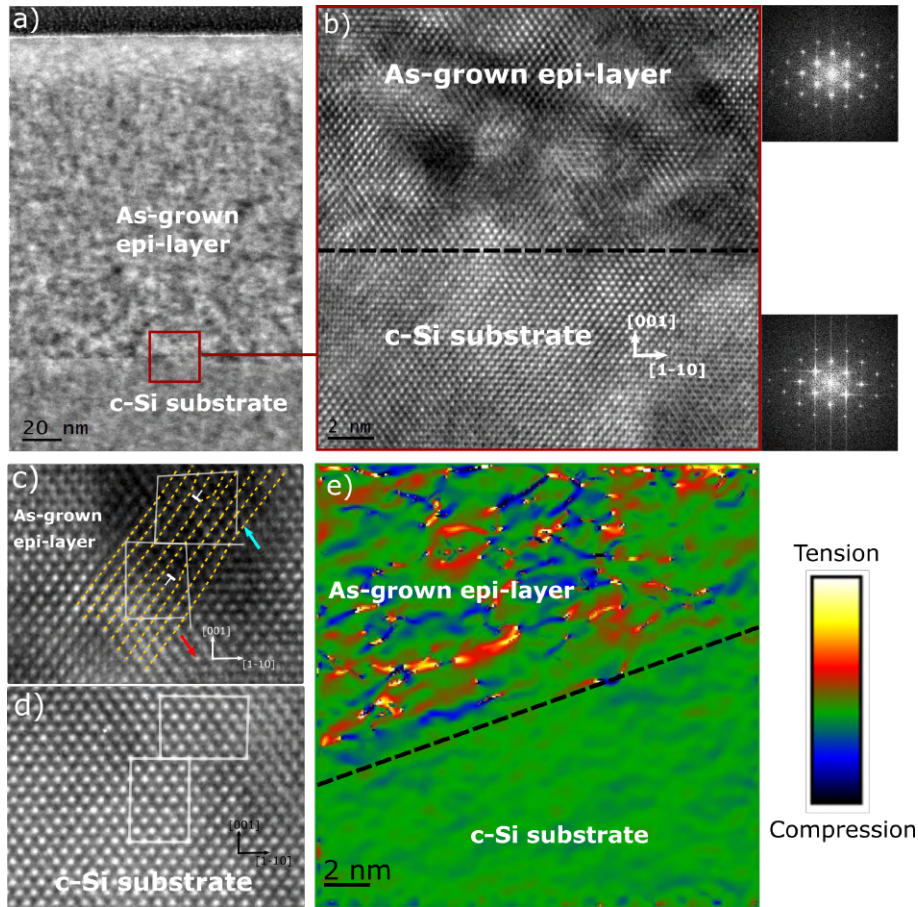 a)
As-grown
epi-layer
c-Si substrate
20 nm
b)
As-grown epi-layer
c-Si substrate
[001]
[1-10]
2 nm
c)
As-grown
epi-layer
[001]
[1-10]
d)
[001]
[1-10]
c-Si substrate
e)
As-grown epi-layer
c-Si substrate
2 nm
Tension
Compression